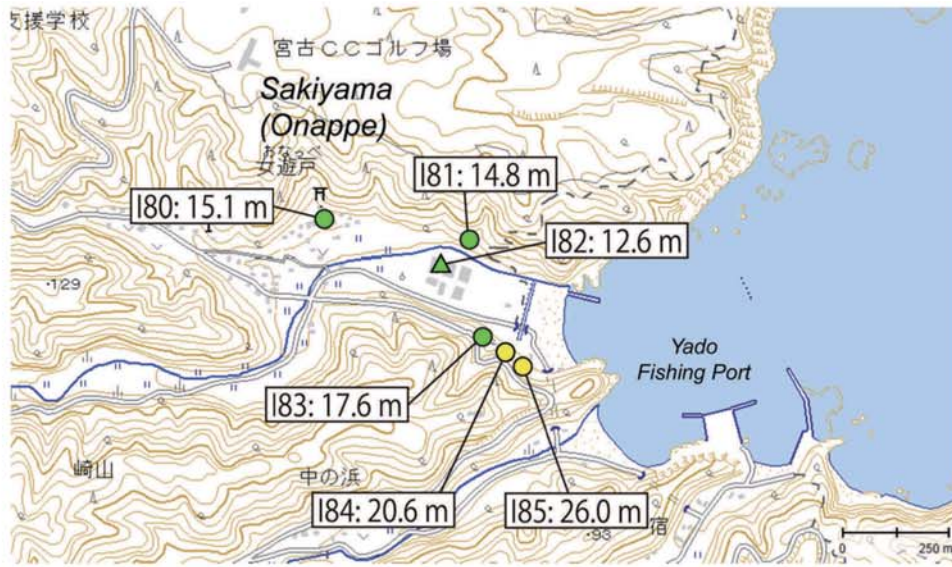 支援学校
宮古CCゴルフ場
Sakiyama
(Onappe)
おなっぺ
女遊戸
I81: 14.8 m
I80: 15.1 m
I82: 12.6 m
·129
6
Yado
Fishing Port
I83: 17.6 m
崎山
中の浜
I84: 20.6 m
I85: 26.0 m
宿
·93
0
250 m